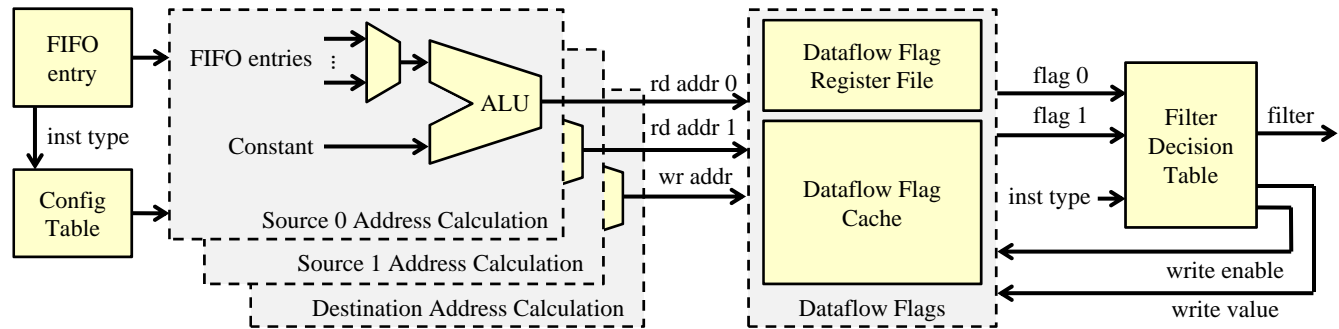 FIFO
entry
inst type
Config
Table
FIFO entries
...
Constant
ALU
Source 0 Address Calculation
Source 1 Address Calculation
Destination Address Calculation
rd addr 0
rd addr 1
wr addr
Dataflow Flag
Register File
Dataflow Flag
Cache
Dataflow Flags
flag 0
flag 1
inst type
Filter
Decision
Table
filter
write enable
write value